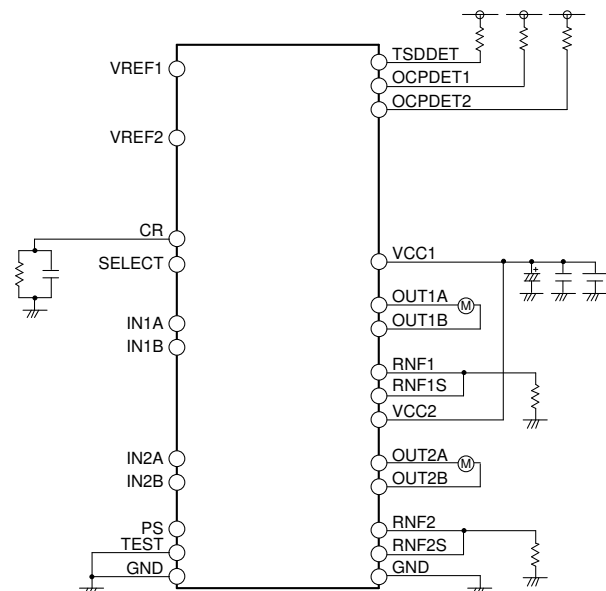 VREF1
VREF2
CR
SELECT
IN1A
IN1B
IN2A
IN2B
PS
TEST
GND
TSDDET
OCPDET1
OCPDET2
VCC1
+
OUT1A
M
OUT1B
RNF1
RNF1S
VCC2
OUT2A
M
OUT2B
RNF2
RNF2S
GND